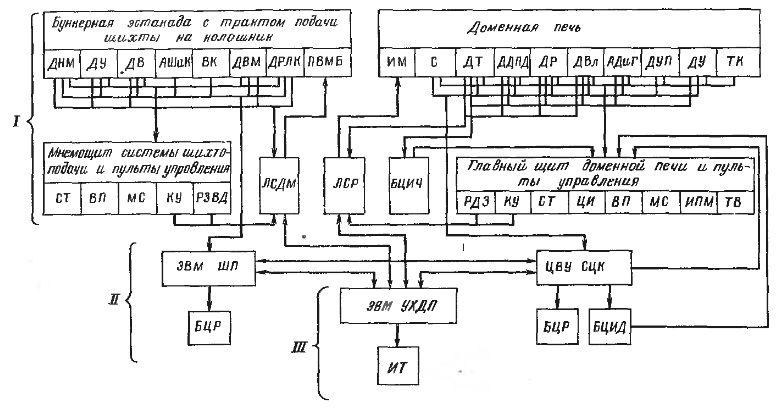 Бункерная эстакада с трактом подачи
шихты на колошник
ДНМ ДУ ДВ АШиК ВК ДВМ ДРЛК ПВМБ
Доменная печь
ИМ С ДТ ДДПД ДР ДВл АДиГ ДУП ДУ ТК
I
Мнемощит системы шихто-
подачи и пульты управления
СТ ВП МС КУ РЗВД
ЛСДМ
ЛСР
БЦИЧ
Главный щит доменной печи и пуль-
ты управления
РДЗ КУ СТ ЦИ ВП МС ИПМ ТВ
II
ЭВМ ШП
ЦВУ СЦК
БЦР
III
ЭВМ УХДП
БЦР
БЦИД
ИТ